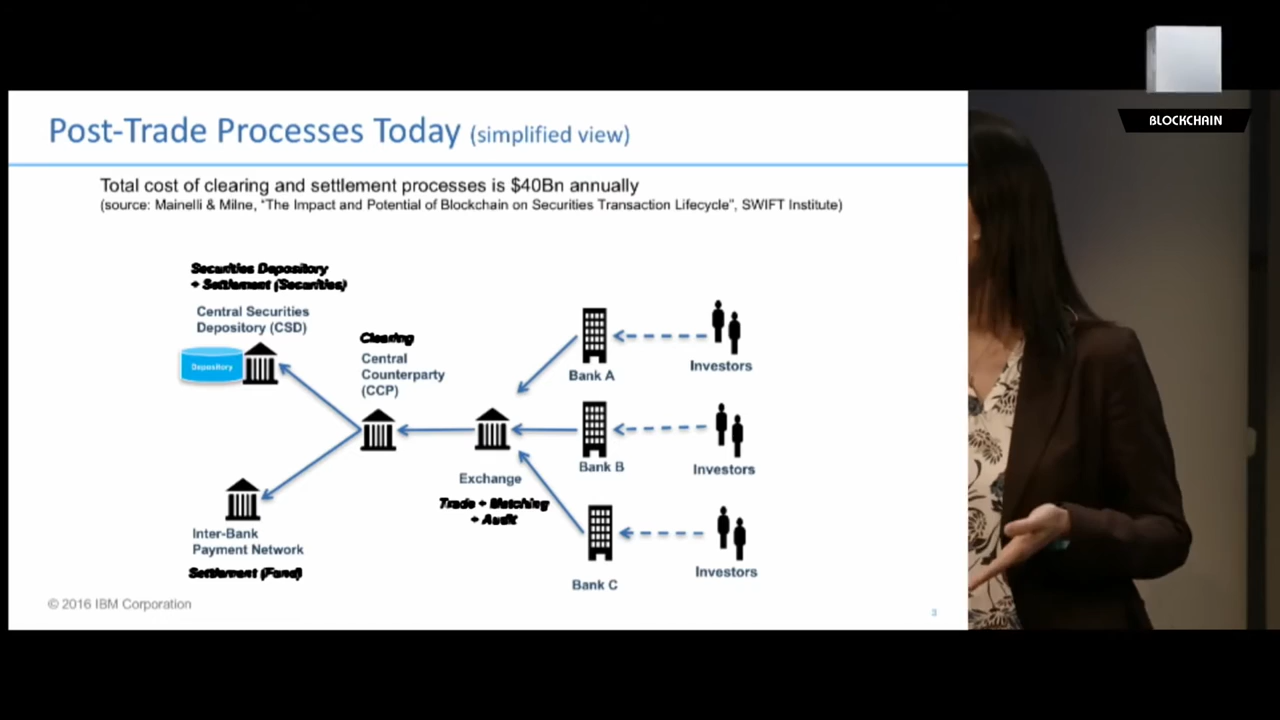 BLOCKCHAIN
Post-Trade Processes Today (simplified view)
Total cost of clearing and settlement processes is $40Bn annually
(source: Mainelli & Milne, "The Impact and Potential of Blockchain on Securities Transaction Lifecycle", SWIFT Institute)
Securities Depository
+ Settlement (Securities)
Central Securities
Depository (CSD)
Depository
Clearing
Central
Counterparty
(CCP)
Bank A
Investors
Bank B
Investors
Exchange
Trade + Matching
+ Audit
Bank C
Investors
Inter-Bank
Payment Network
Settlement (Fund)
© 2016 IBM Corporation
3